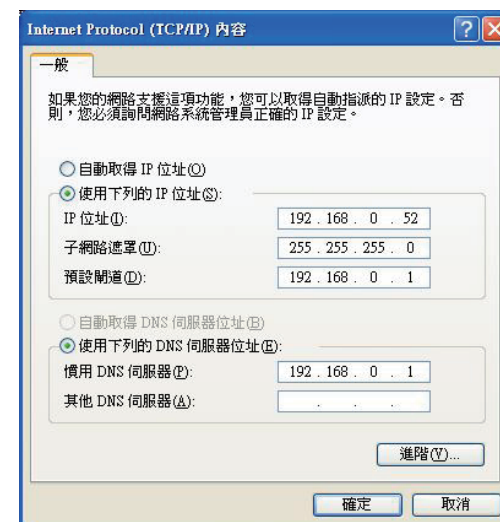 Internet Protocol (TCP/IP) 內容
一般
如果您的網路支援這項功能，您可以取得自動指派的 IP 設定。否
則，您必須詢問網路系統管理員正確的 IP 設定。
自動取得 IP 位址(O)
使用下列的 IP 位址(S):
IP 位址(I): 192 . 168 . 0 . 52
子網路遮罩(U): 255 . 255 . 255 . 0
預設閘道(D): 192 . 168 . 0 . 1
自動取得 DNS 伺服器位址(B)
使用下列的 DNS 伺服器位址(E):
慣用 DNS 伺服器(P): 192 . 168 . 0 . 1
其他 DNS 伺服器(A): . . .
進階(V)...
確定 取消